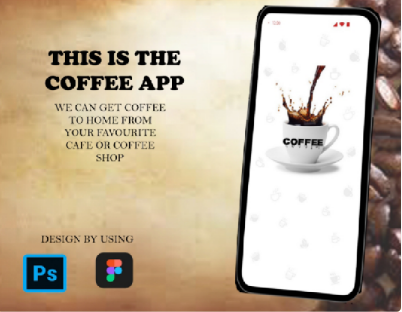 THIS IS THE
COFFEE APP
WE CAN GET COFFEE
TO HOME FROM
YOUR FAVOURITE
CAFE OR COFFEE
SHOP
COFFEE
DESIGN BY USING
Ps